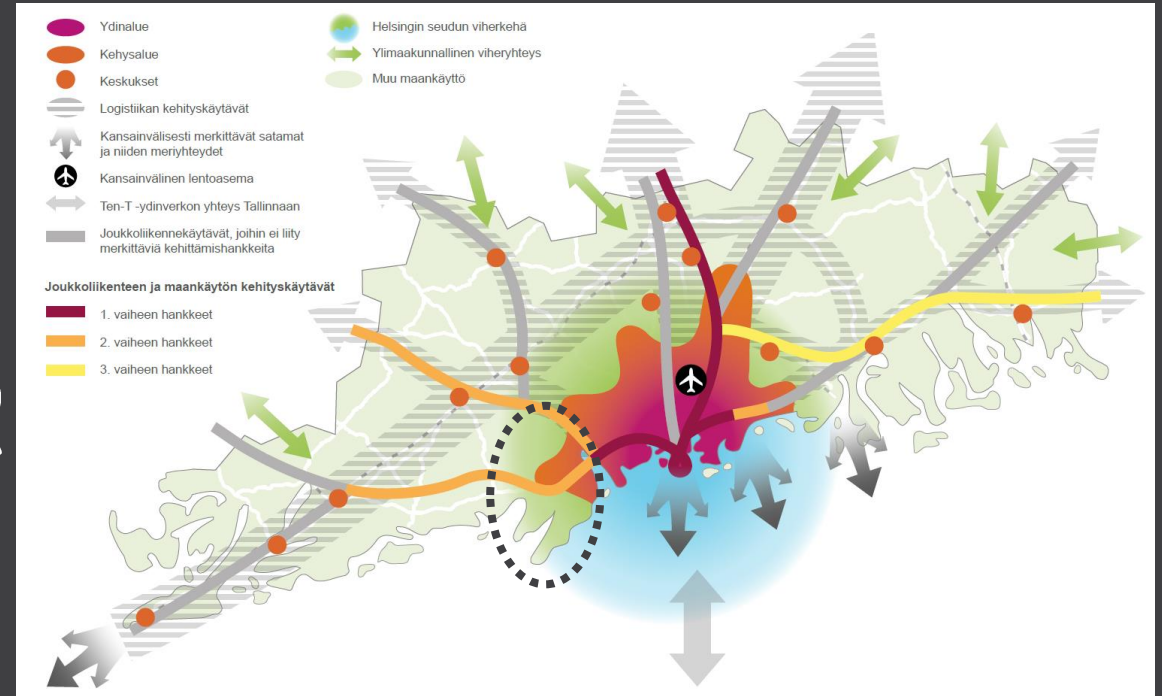 Ydinalue
Kehysalue
Keskukset
Logistiikan kehityskäytävät
Kansainvälisesti merkittävät satamat
ja niiden meriyhteydet
Kansainvälinen lentoasema
Ten-T -ydinverkon yhteys Tallinnaan
Joukkoliikennekäytävät, joihin ei liity
merkittäviä kehittämishankkeita
Joukkoliikenteen ja maankäytön kehityskäytävät
1. vaiheen hankkeet
2. vaiheen hankkeet
3. vaiheen hankkeet
Helsingin seudun viherkehä
Ylimaakunnallinen viheryhteys
Muu maankäyttö